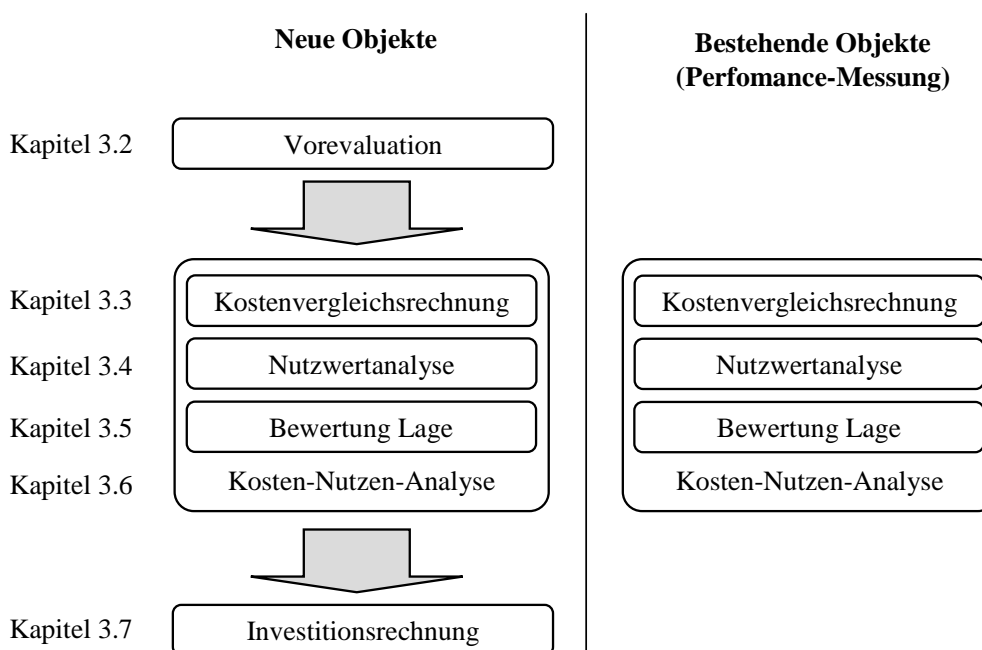 Neue Objekte
Bestehende Objekte
(Perfomance-Messung)
Kapitel 3.2
Vorevaluation
Kapitel 3.3
Kostenvergleichsrechnung
Kostenvergleichsrechnung
Kapitel 3.4
Nutzwertanalyse
Nutzwertanalyse
Kapitel 3.5
Bewertung Lage
Bewertung Lage
Kapitel 3.6
Kosten-Nutzen-Analyse
Kosten-Nutzen-Analyse
Kapitel 3.7
Investitionsrechnung